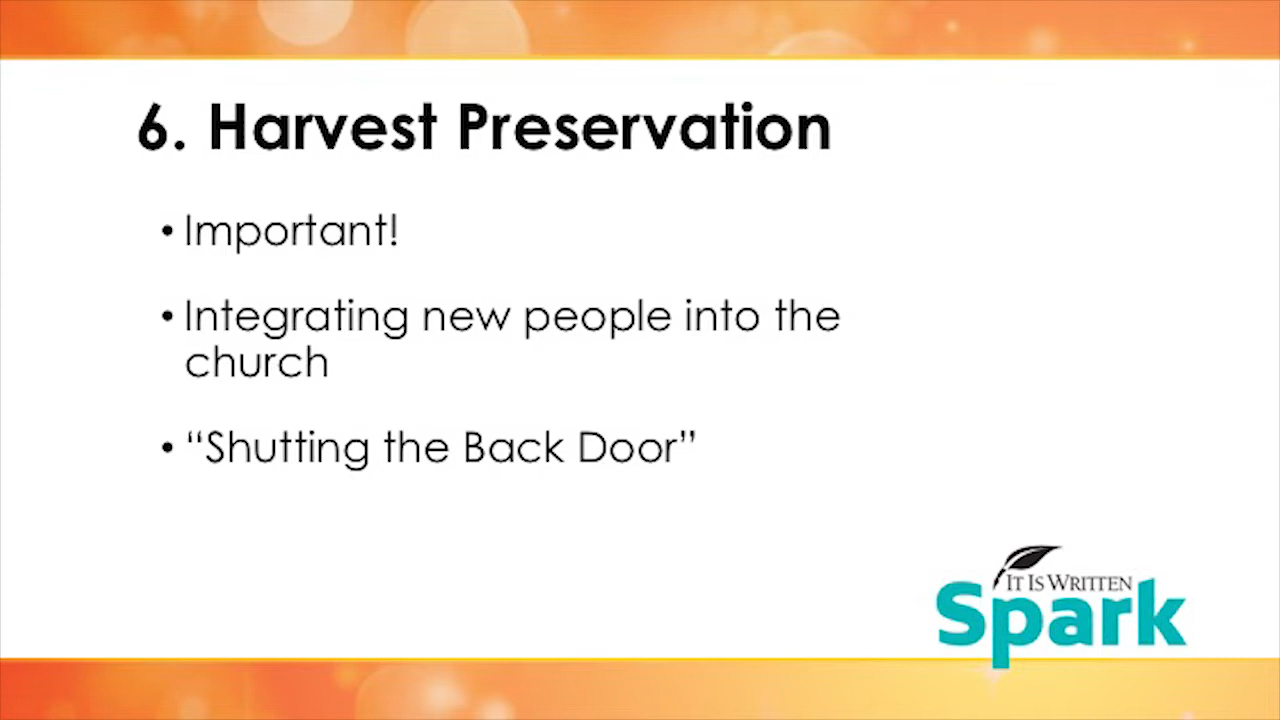 6. Harvest Preservation
• Important!
• Integrating new people into the
church
• “Shutting the Back Door”
IT IS WRITTEN
Spark